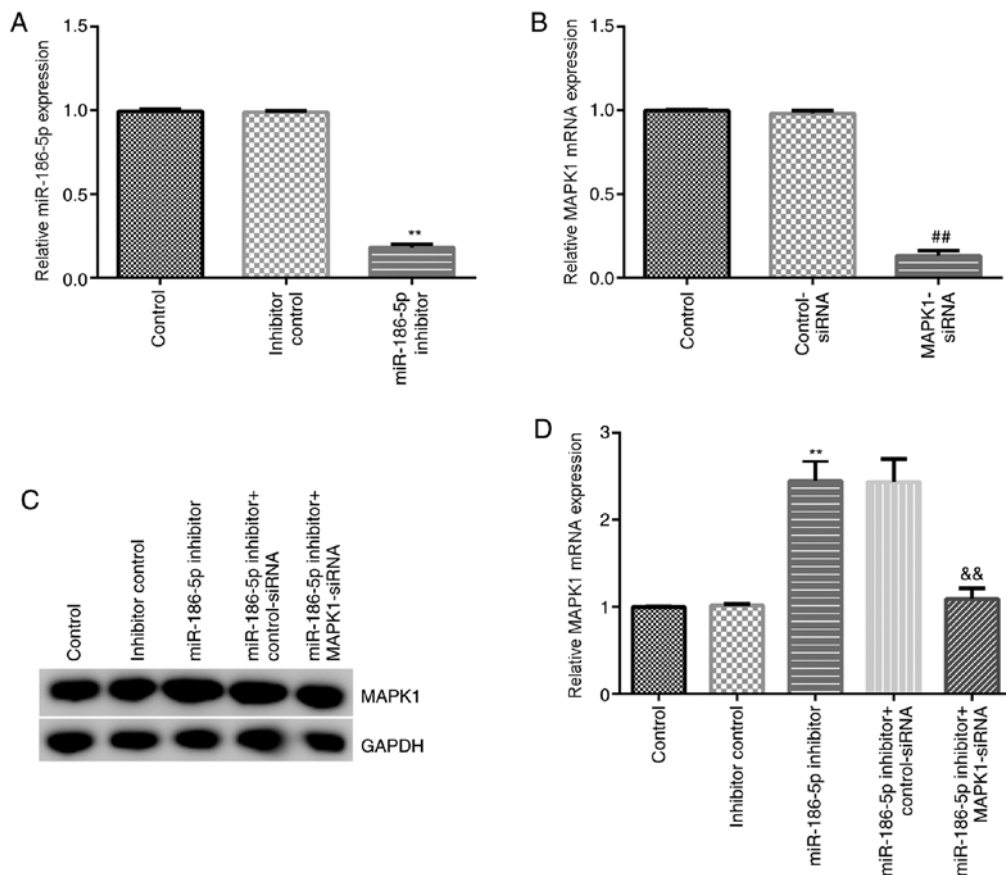 A
Relative miR-186-5p expression
1.5
1.0
0.5
0.0
**
Control
Inhibitor
control
miR-186-5p
inhibitor
B
Relative MAPK1 mRNA expression
1.5
1.0
0.5
0.0
##
Control
Control-
siRNA
MAPK1-
siRNA
C
Control
Inhibitor control
miR-186-5p inhibitor
miR-186-5p inhibitor+
control-siRNA
miR-186-5p inhibitor+
MAPK1-siRNA
MAPK1
GAPDH
D
Relative MAPK1 mRNA expression
3
2
1
0
**
&&
Control
Inhibitor control
miR-186-5p inhibitor
miR-186-5p inhibitor+
control-siRNA
miR-186-5p inhibitor+
MAPK1-siRNA